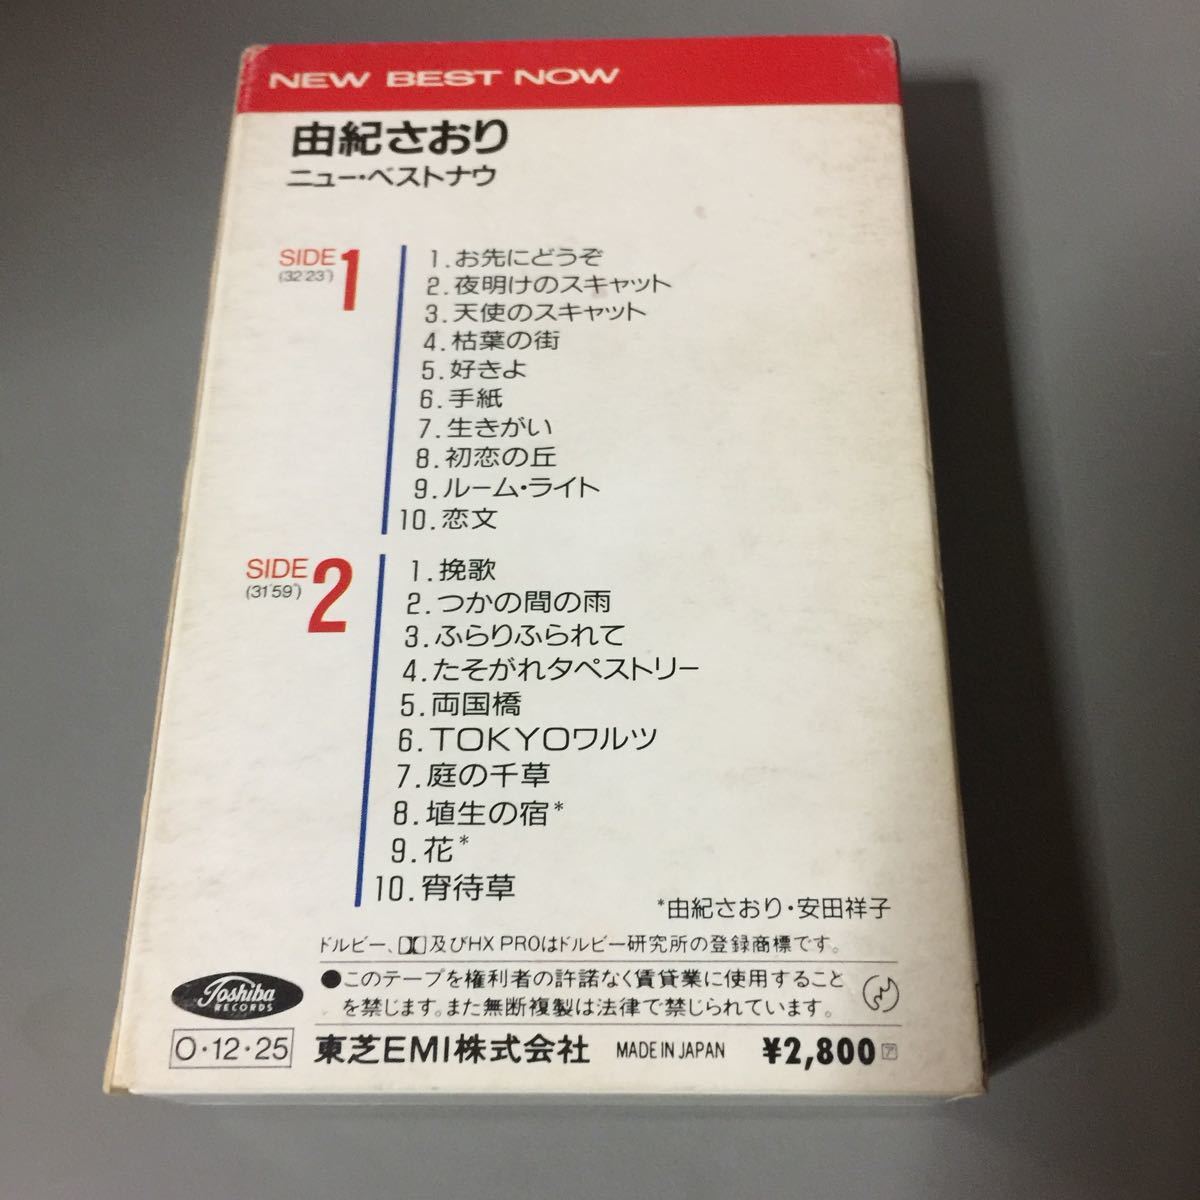 NEW BEST NOW
由紀さおり
ニュー・ベストナウ
SIDE 1
(32'23")
1.お先にどうぞ
2.夜明けのスキャット
3.天使のスキャット
4.枯葉の街
5.好きよ
6.手紙
7.生きがい
8.初恋の丘
9.ルーム・ライト
10.恋文
SIDE 2
(31'59")
1.挽歌
2.つかの間の雨
3.ふらりふられて
4.たそがれタペストリー
5.両国橋
6.TOKYOワルツ
7.庭の千草
8.埴生の宿*
9.花*
10.宵待草
*由紀さおり・安田祥子
ドルビー、及びHX PROはドルビー研究所の登録商標です。
●このテープを権利者の許諾なく賃貸業に使用すること
を禁じます。また無断複製は法律で禁じられています。
Toshiba
RECORDS
O・12・25 東芝EMI株式会社 MADE IN JAPAN ¥2,800 ア